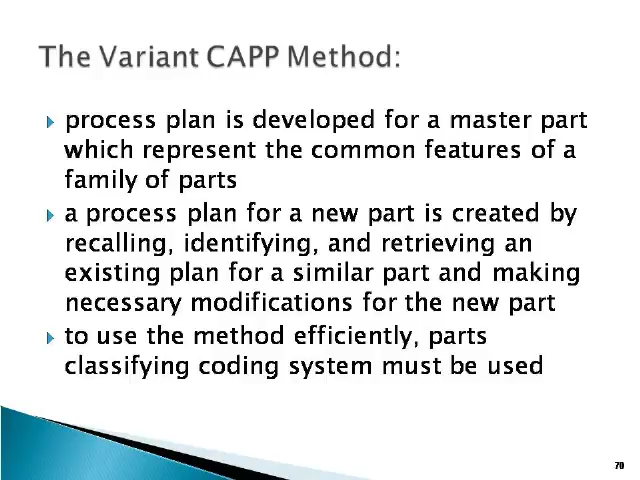 The Variant CAPP Method:
process plan is developed for a master part
which represent the common features of a
family of parts
a process plan for a new part is created by
recalling, identifying, and retrieving an
existing plan for a similar part and making
necessary modifications for the new part
to use the method efficiently, parts
classifying coding system must be used
70